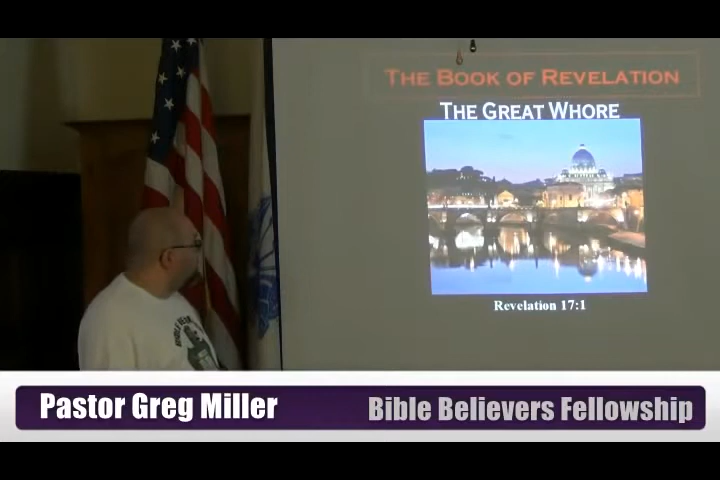 THE BOOK OF REVELATION
THE GREAT WHORE
Revelation 17:1
Pastor Greg Miller
Bible Believers Fellowship